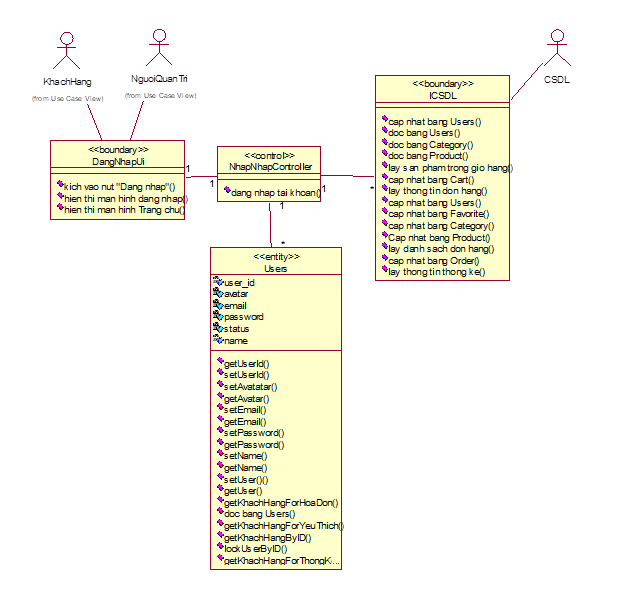 KhachHang
(from Use Case View)
NguoiQuanTri
(from Use Case View)
CSDL
<<boundary>>
DangNhapUi
kich vao nut "Dang nhap"()
hien thi man hinh dang nhap()
hien thi man hinh Trang chu()
1
1
<<control>>
NhapNhapController
dang nhap tai khoan()
1
1
*
*
<<boundary>>
ICSDL
cap nhat bang Users()
doc bang Users()
doc bang Category()
doc bang Product()
lay san pham trong gio hang()
cap nhat bang Cart()
lay thong tin don hang()
cap nhat bang Users()
cap nhat bang Favorite()
cap nhat bang Category()
Cap nhat bang Product()
lay danh sach don hang()
cap nhat bang Order()
lay thong tin thong ke()
<<entity>>
Users
user_id
avatar
email
password
status
name
getUserId()
setUserId()
setAvatatar()
getAvatar()
setEmail()
getEmail()
setPassword()
getPassword()
setName()
getName()
setUser()()
getUser()
getKhachHangForHoaDon()
doc bang Users()
getKhachHangForYeuThich()
getKhachHangByID()
lockUserByID()
getKhachHangForThongK...